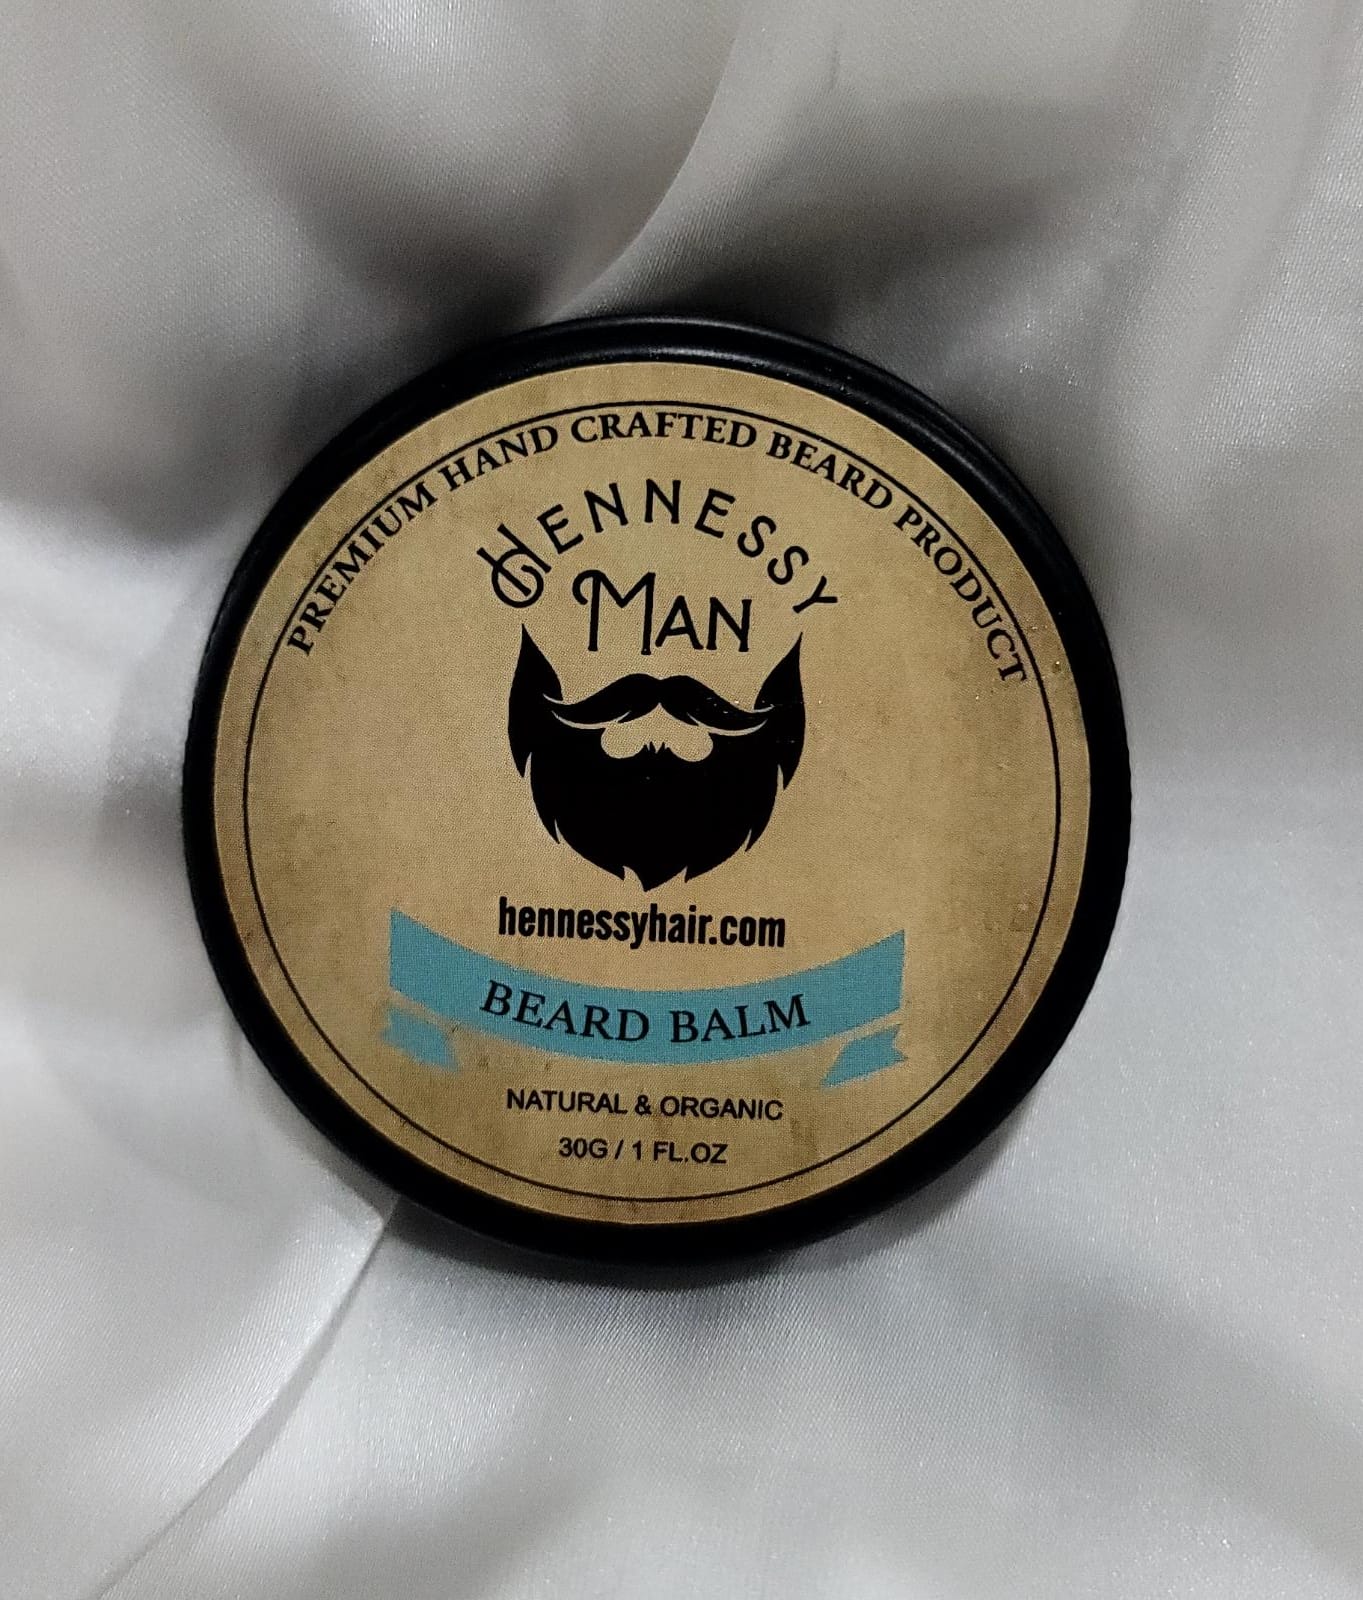 PREMIUM HAND CRAFTED BEARD PRODUCT
HENNESSY
MAN
hennessyhair.com
BEARD BALM
NATURAL & ORGANIC
30G / 1 FL.OZ